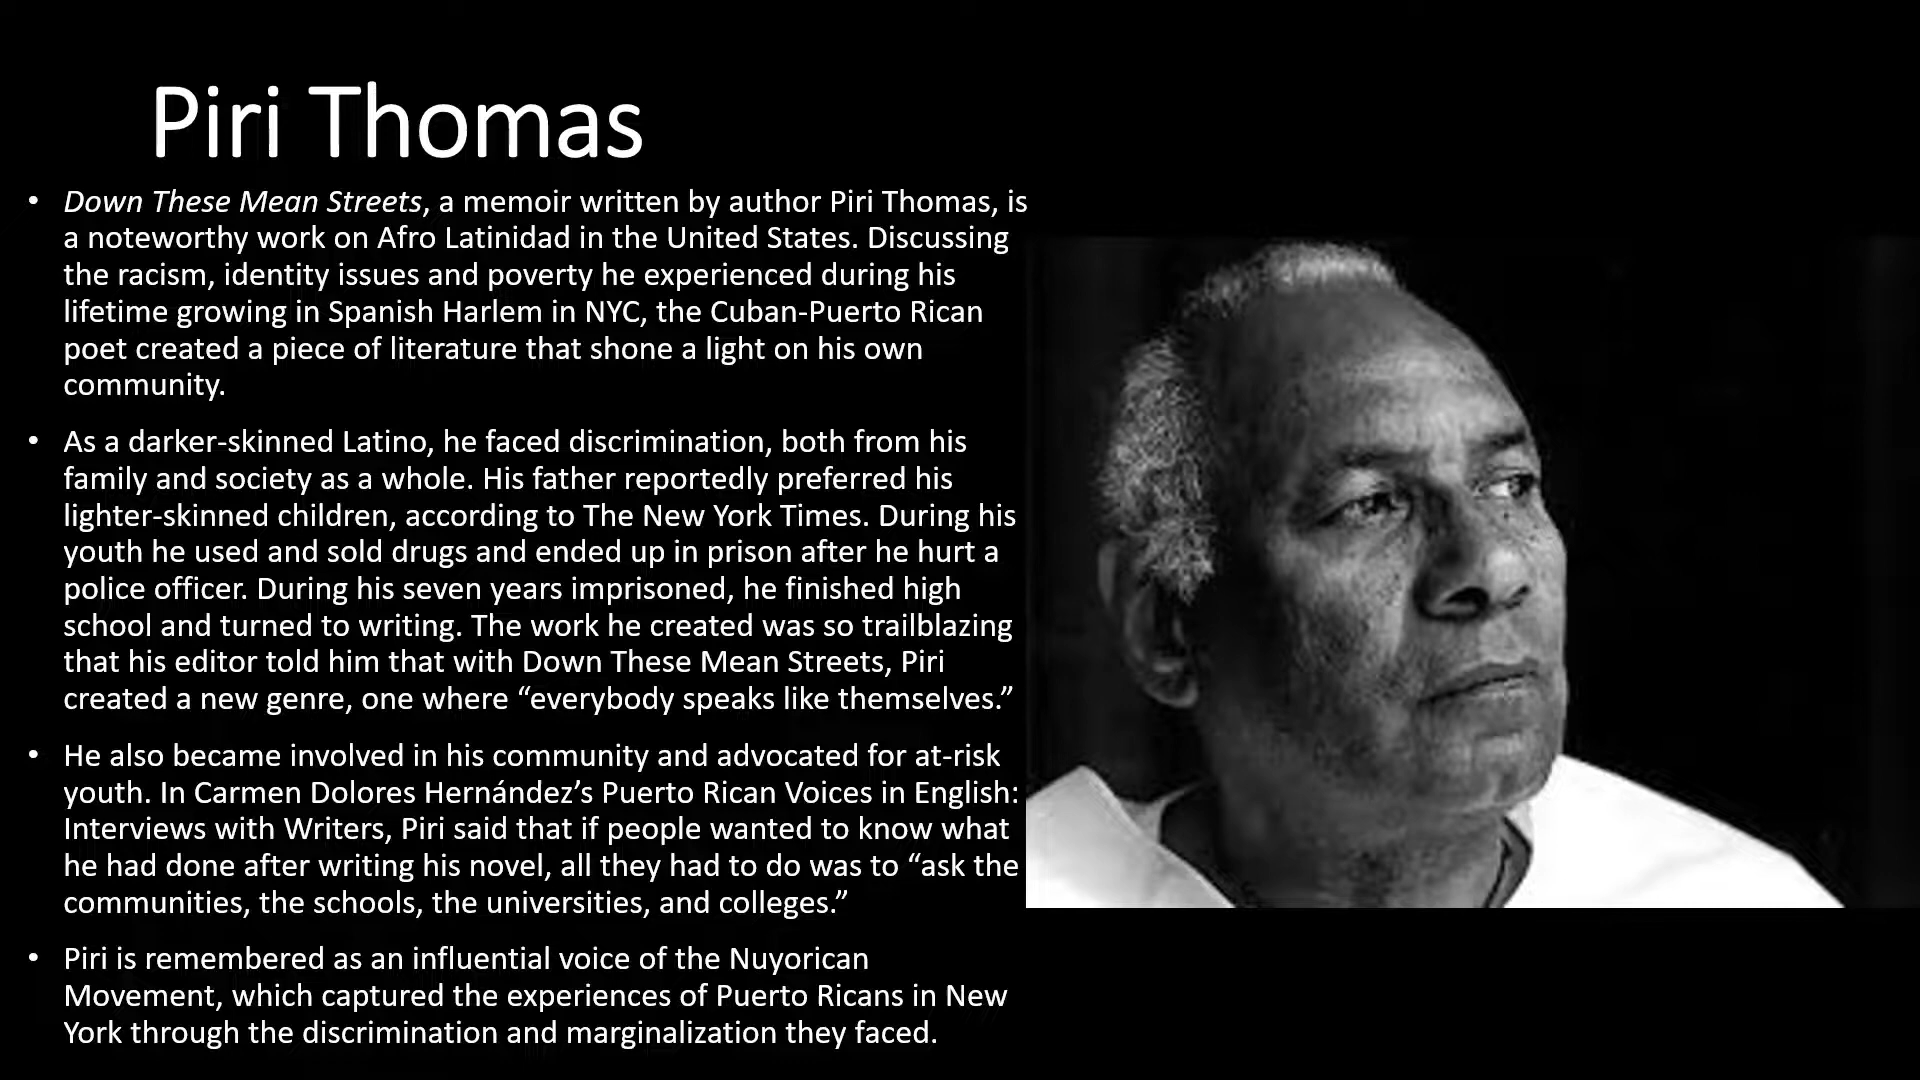 Piri Thomas
• Down These Mean Streets, a memoir written by author Piri Thomas, is
a noteworthy work on Afro Latinidad in the United States. Discussing
the racism, identity issues and poverty he experienced during his
lifetime growing in Spanish Harlem in NYC, the Cuban-Puerto Rican
poet created a piece of literature that shone a light on his own
community.
• As a darker-skinned Latino, he faced discrimination, both from his
family and society as a whole. His father reportedly preferred his
lighter-skinned children, according to The New York Times. During his
youth he used and sold drugs and ended up in prison after he hurt a
police officer. During his seven years imprisoned, he finished high
school and turned to writing. The work he created was so trailblazing
that his editor told him that with Down These Mean Streets, Piri
created a new genre, one where “everybody speaks like themselves.”
• He also became involved in his community and advocated for at-risk
youth. In Carmen Dolores Hernández’s Puerto Rican Voices in English:
Interviews with Writers, Piri said that if people wanted to know what
he had done after writing his novel, all they had to do was to “ask the
communities, the schools, the universities, and colleges.”
• Piri is remembered as an influential voice of the Nuyorican
Movement, which captured the experiences of Puerto Ricans in New
York through the discrimination and marginalization they faced.